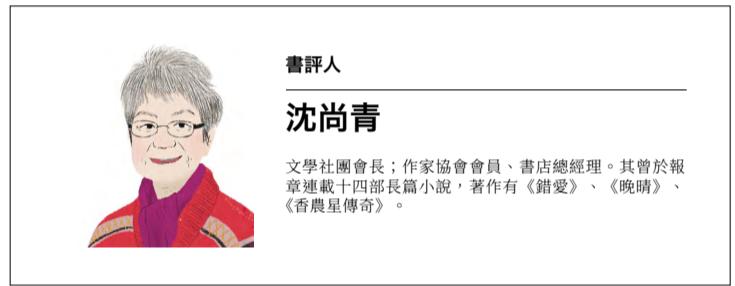 書評人
沈尚青
文學社團會長；作家協會會員、書店總經理。其曾於報
章連載十四部長篇小說，著作有《錯愛》、《晚晴》、
《香農星傳奇》。